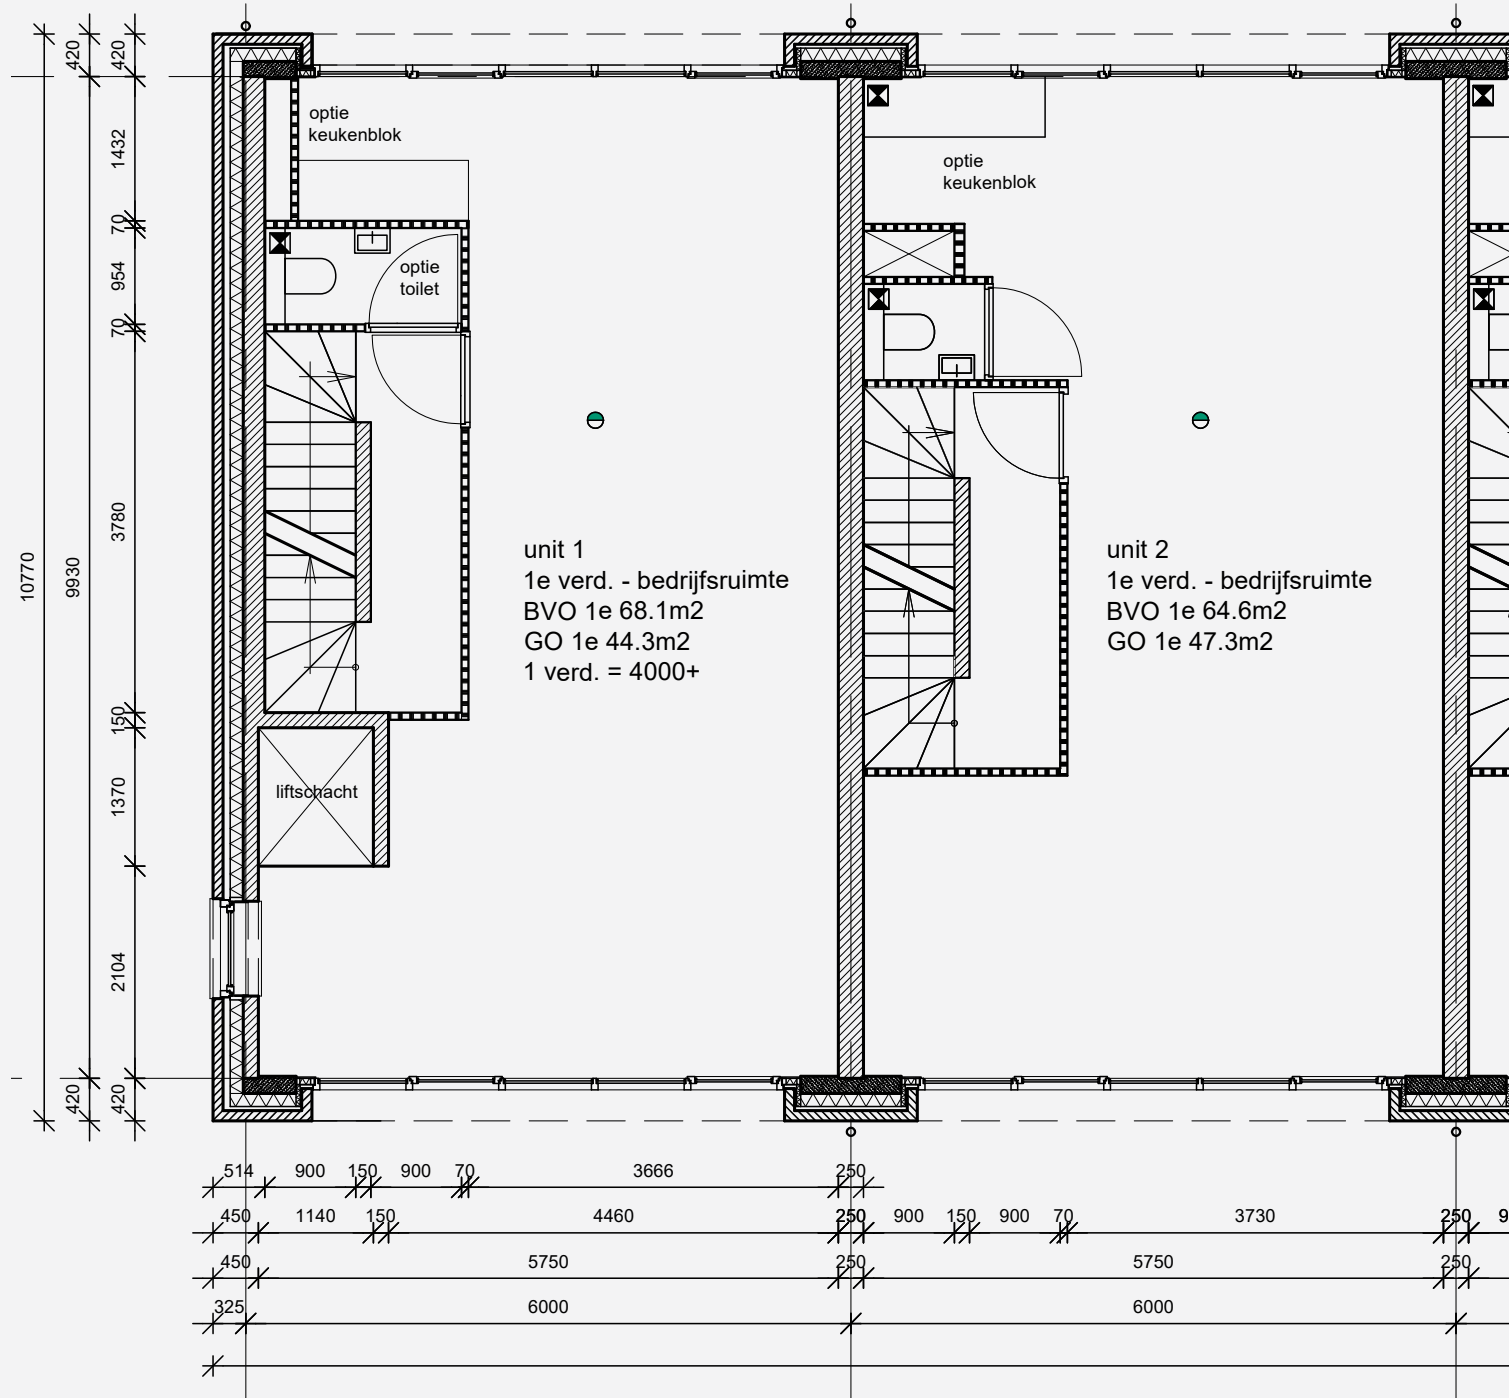 420
420
optie
keukenblok
1432
optie
keukenblok
70
954
optie
toilet
70
3780
10770
9930
unit 1
1e verd. - bedrijfsruimte
BVO 1e 68.1m2
GO 1e 44.3m2
1 verd. = 4000+
unit 2
1e verd. - bedrijfsruimte
BVO 1e 64.6m2
GO 1e 47.3m2
150
1370
liftschacht
2104
420
420
514 900 150 900 70 3666 250
450 1140 150 4460 250 900 150 900 70 3730 250 9
450 5750 250 5750 250
325 6000 6000